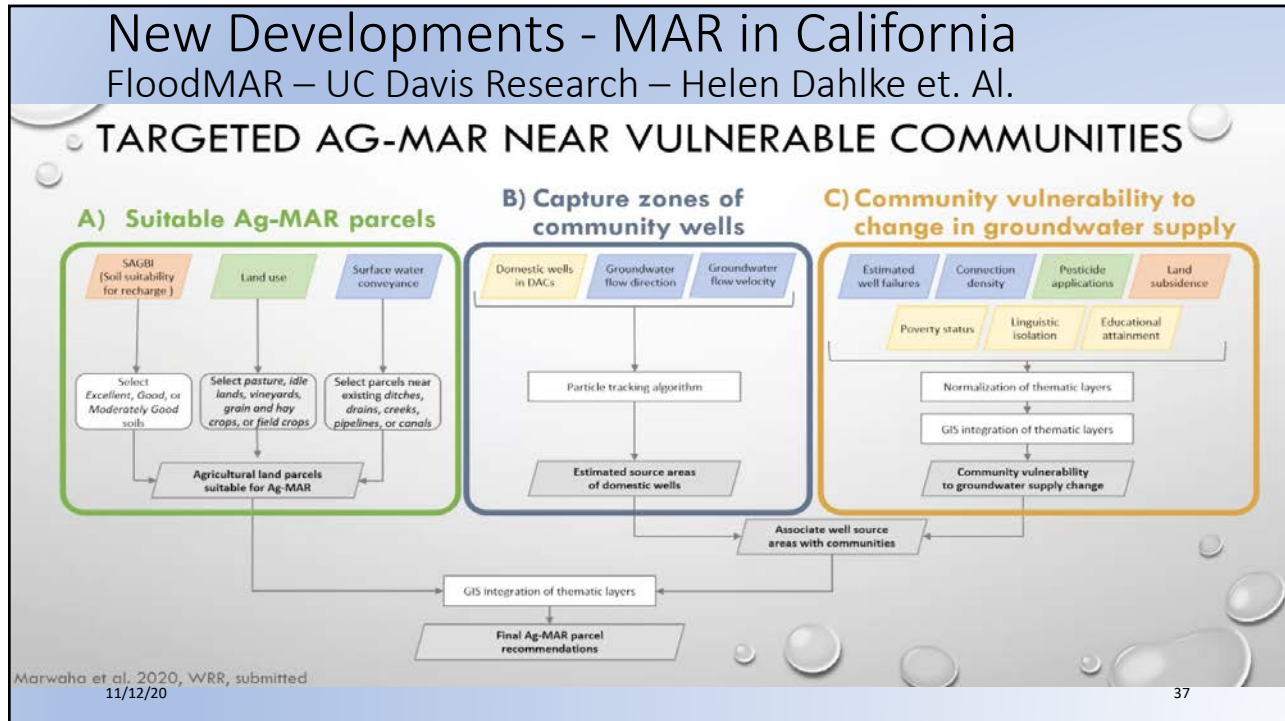 New Developments - MAR in California
FloodMAR – UC Davis Research – Helen Dahlke et. Al.
TARGETED AG-MAR NEAR VULNERABLE COMMUNITIES
A) Suitable Ag-MAR parcels
SAGBI
(Soil suitability
for recharge )
Land use
Surface water
conveyance
Select
Excellent, Good, or
Moderately Good
soils
Select pasture, idle
lands, vineyards,
grain and hay
crops, or field crops
Select parcels near
existing ditches,
drains, creeks,
pipelines, or canals
Agricultural land parcels
suitable for Ag-MAR
B) Capture zones of
community wells
Domestic wells
in DACs
Groundwater
flow direction
Groundwater
flow velocity
Particle tracking algorithm
Estimated source areas
of domestic wells
C) Community vulnerability to
change in groundwater supply
Estimated
well failures
Connection
density
Pesticide
applications
Land
subsidence
Poverty status
Linguistic
isolation
Educational
attainment
Normalization of thematic layers
GIS integration of thematic layers
Community vulnerability
to groundwater supply change
Associate well source
areas with communities
GIS integration of thematic layers
Final Ag-MAR parcel
recommendations
Marwaha et al. 2020, WRR, submitted
11/12/20
37